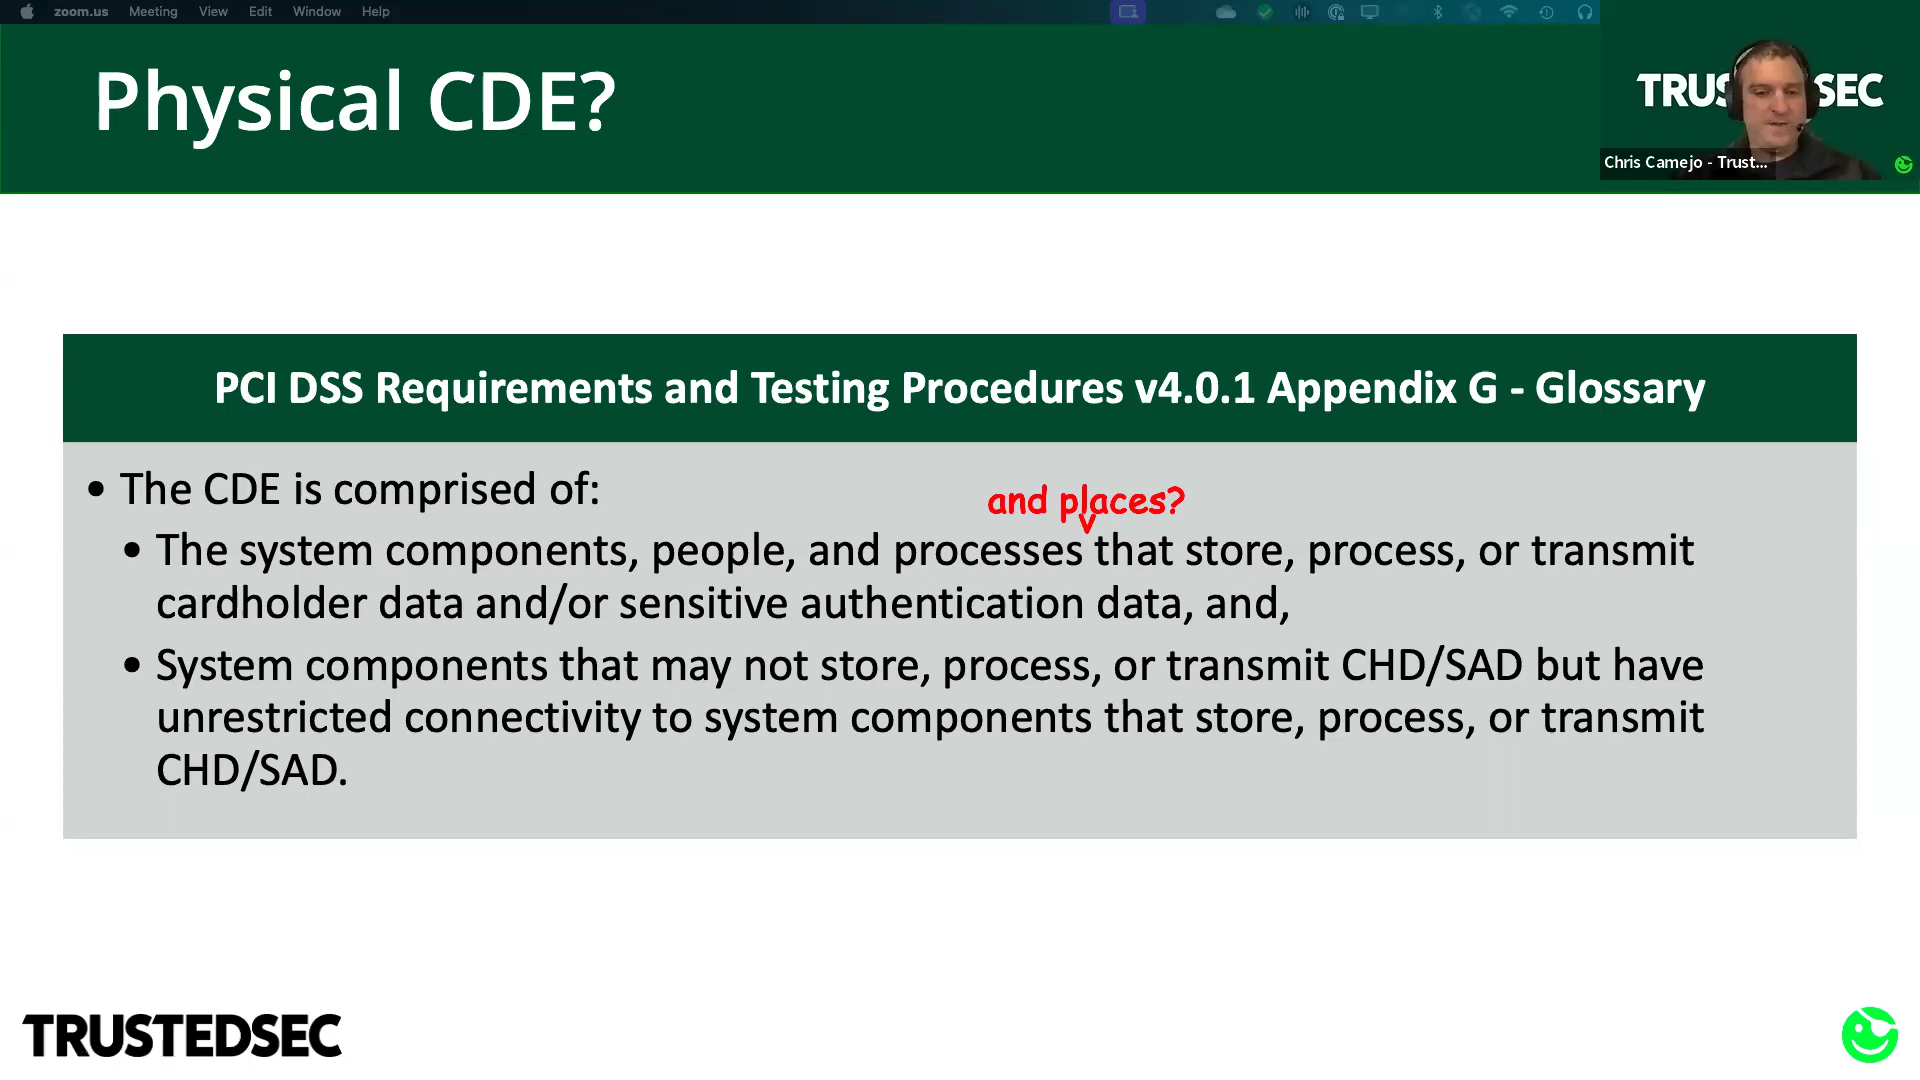 zoom.us Meeting View Edit Window Help
Physical CDE?
TRUSTEDSEC
Chris Camejo - Trust...
PCI DSS Requirements and Testing Procedures v4.0.1 Appendix G - Glossary
• The CDE is comprised of:
and places?
v
• The system components, people, and processes that store, process, or transmit
cardholder data and/or sensitive authentication data, and,
• System components that may not store, process, or transmit CHD/SAD but have
unrestricted connectivity to system components that store, process, or transmit
CHD/SAD.
TRUSTEDSEC